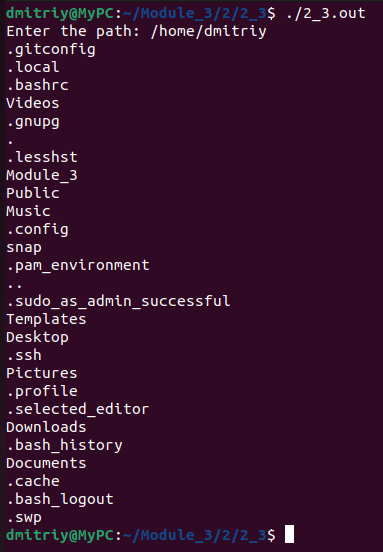 dmitriy@MyPC:~/Module_3/2/2_3$ ./2_3.out
Enter the path: /home/dmitriy
.gitconfig
.local
.bashrc
Videos
.gnupg
.
.lesshst
Module_3
Public
Music
.config
snap
.pam_environment
..
.sudo_as_admin_successful
Templates
Desktop
.ssh
Pictures
.profile
.selected_editor
Downloads
.bash_history
Documents
.cache
.bash_logout
.swp
dmitriy@MyPC:~/Module_3/2/2_3$